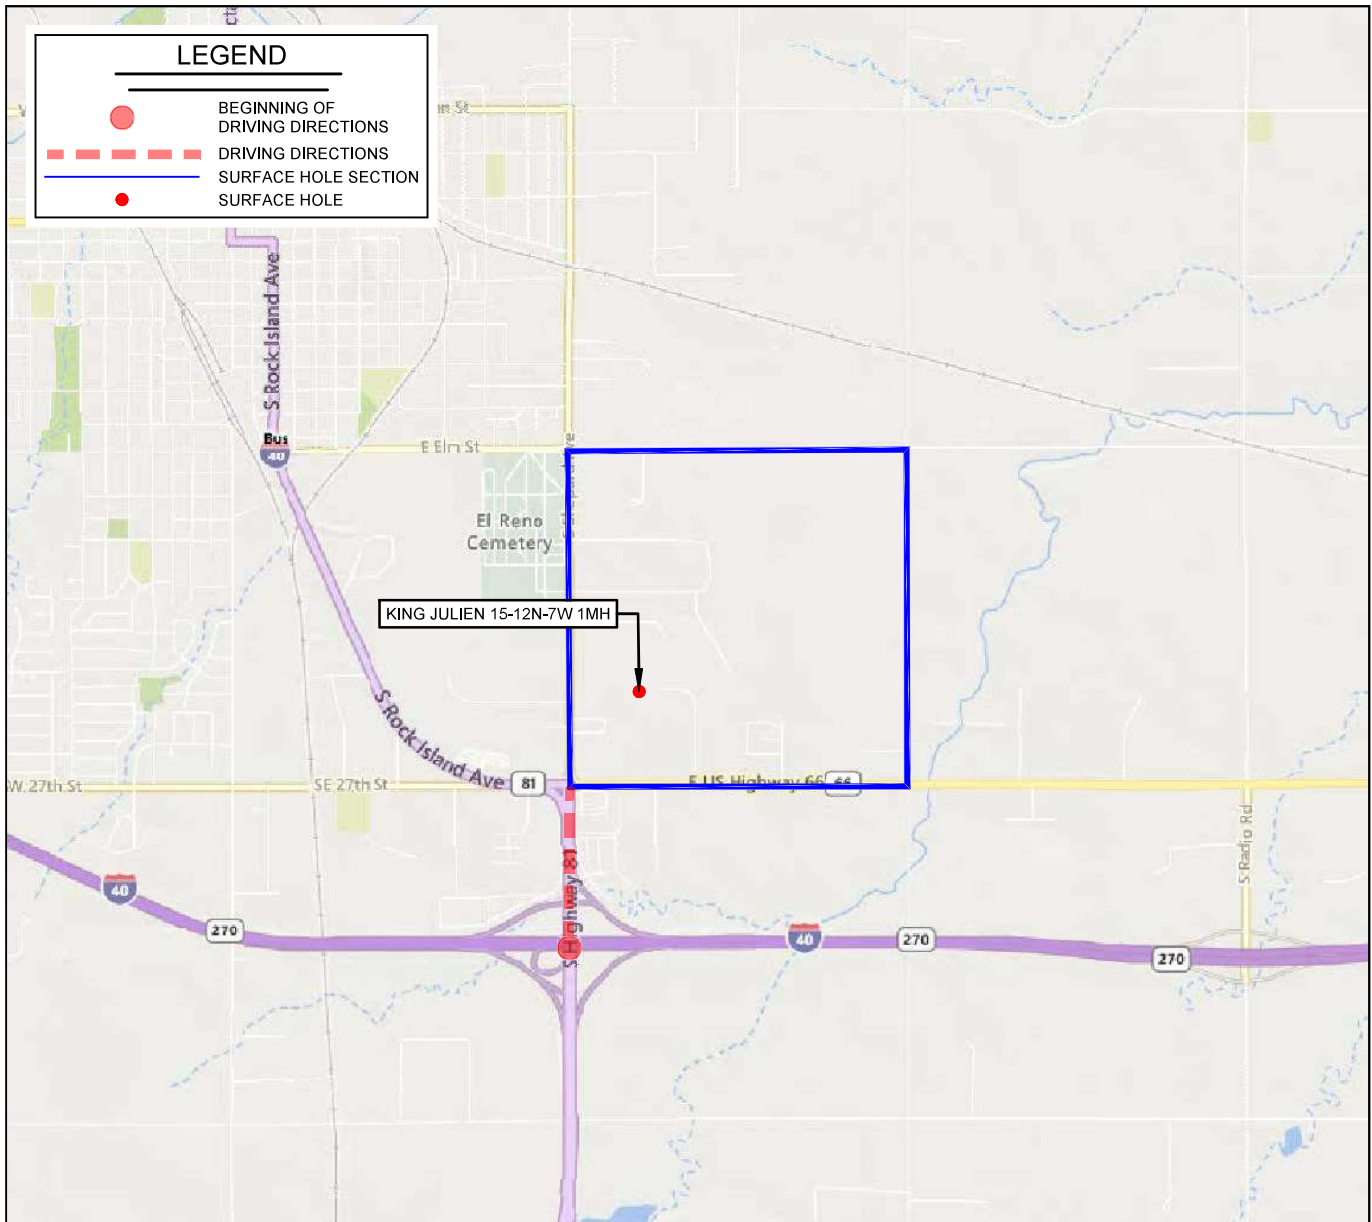 LEGEND
BEGINNING OF
DRIVING DIRECTIONS
DRIVING DIRECTIONS
SURFACE HOLE SECTION
SURFACE HOLE
S Rock Island Ave
Bus
40
E Elm St
El Reno
Cemetery
KING JULIEN 15-12N-7W 1MH
S Rock Island Ave
81
W 27th St
SE 27th St
E US Highway 66
66
S Highway 81
S Radio Rd
40
270
40
270
270